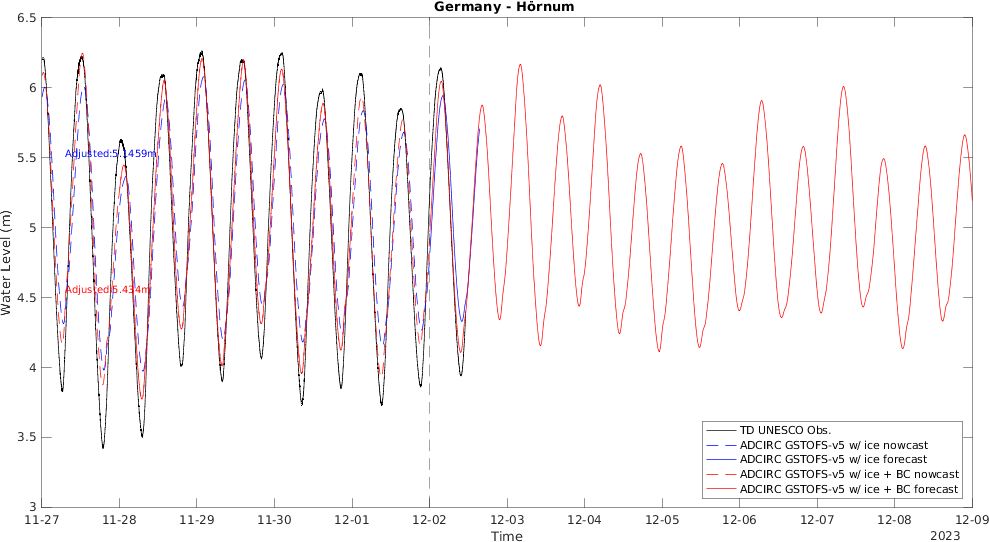 Germany - Hörnum
6.5
6
5.5
5
4.5
4
3.5
3
Water Level (m)
Adjusted:5.1459m
Adjusted:5.434m
TD UNESCO Obs.
ADCIRC GSTOFS-v5 w/ ice nowcast
ADCIRC GSTOFS-v5 w/ ice forecast
ADCIRC GSTOFS-v5 w/ ice + BC nowcast
ADCIRC GSTOFS-v5 w/ ice + BC forecast
11-27 11-28 11-29 11-30 12-01 12-02 12-03 12-04 12-05 12-06 12-07 12-08 12-09
Time
2023